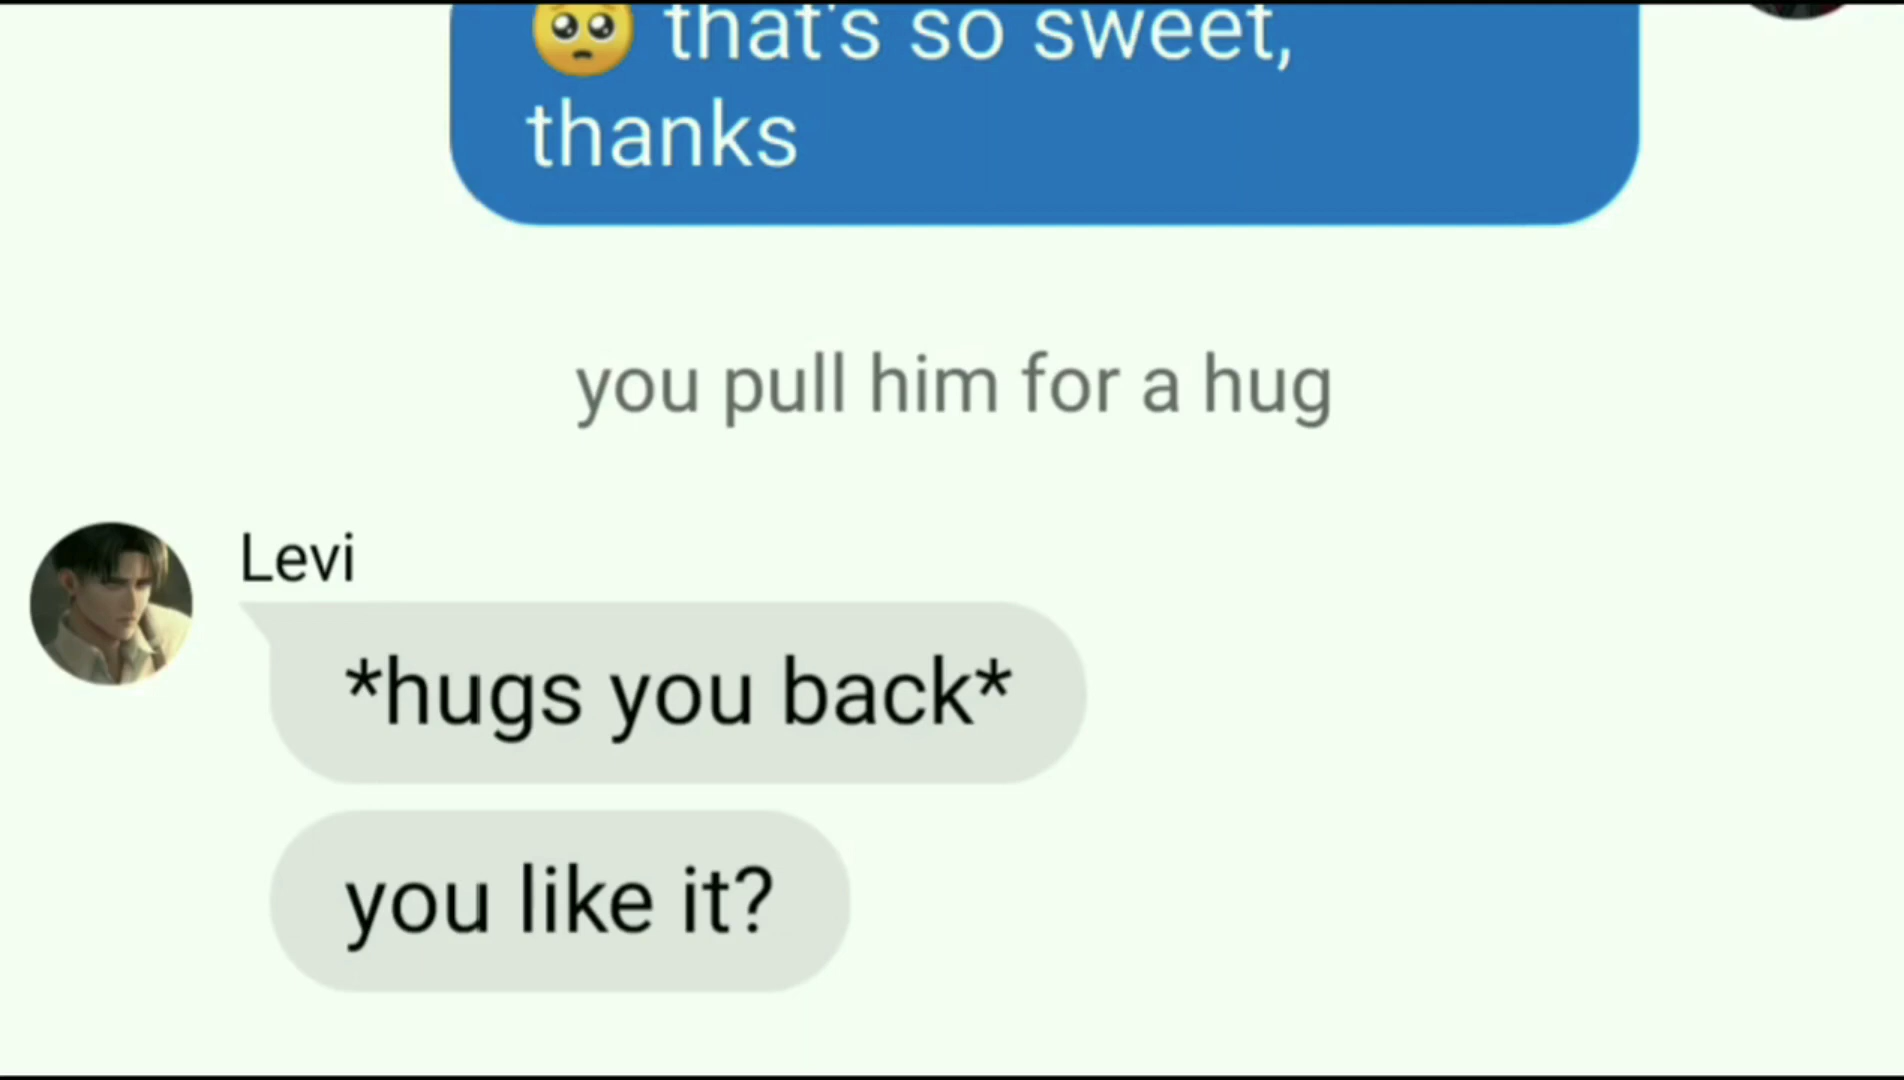 🥺 that's so sweet,
thanks
you pull him for a hug
Levi
*hugs you back*
you like it?